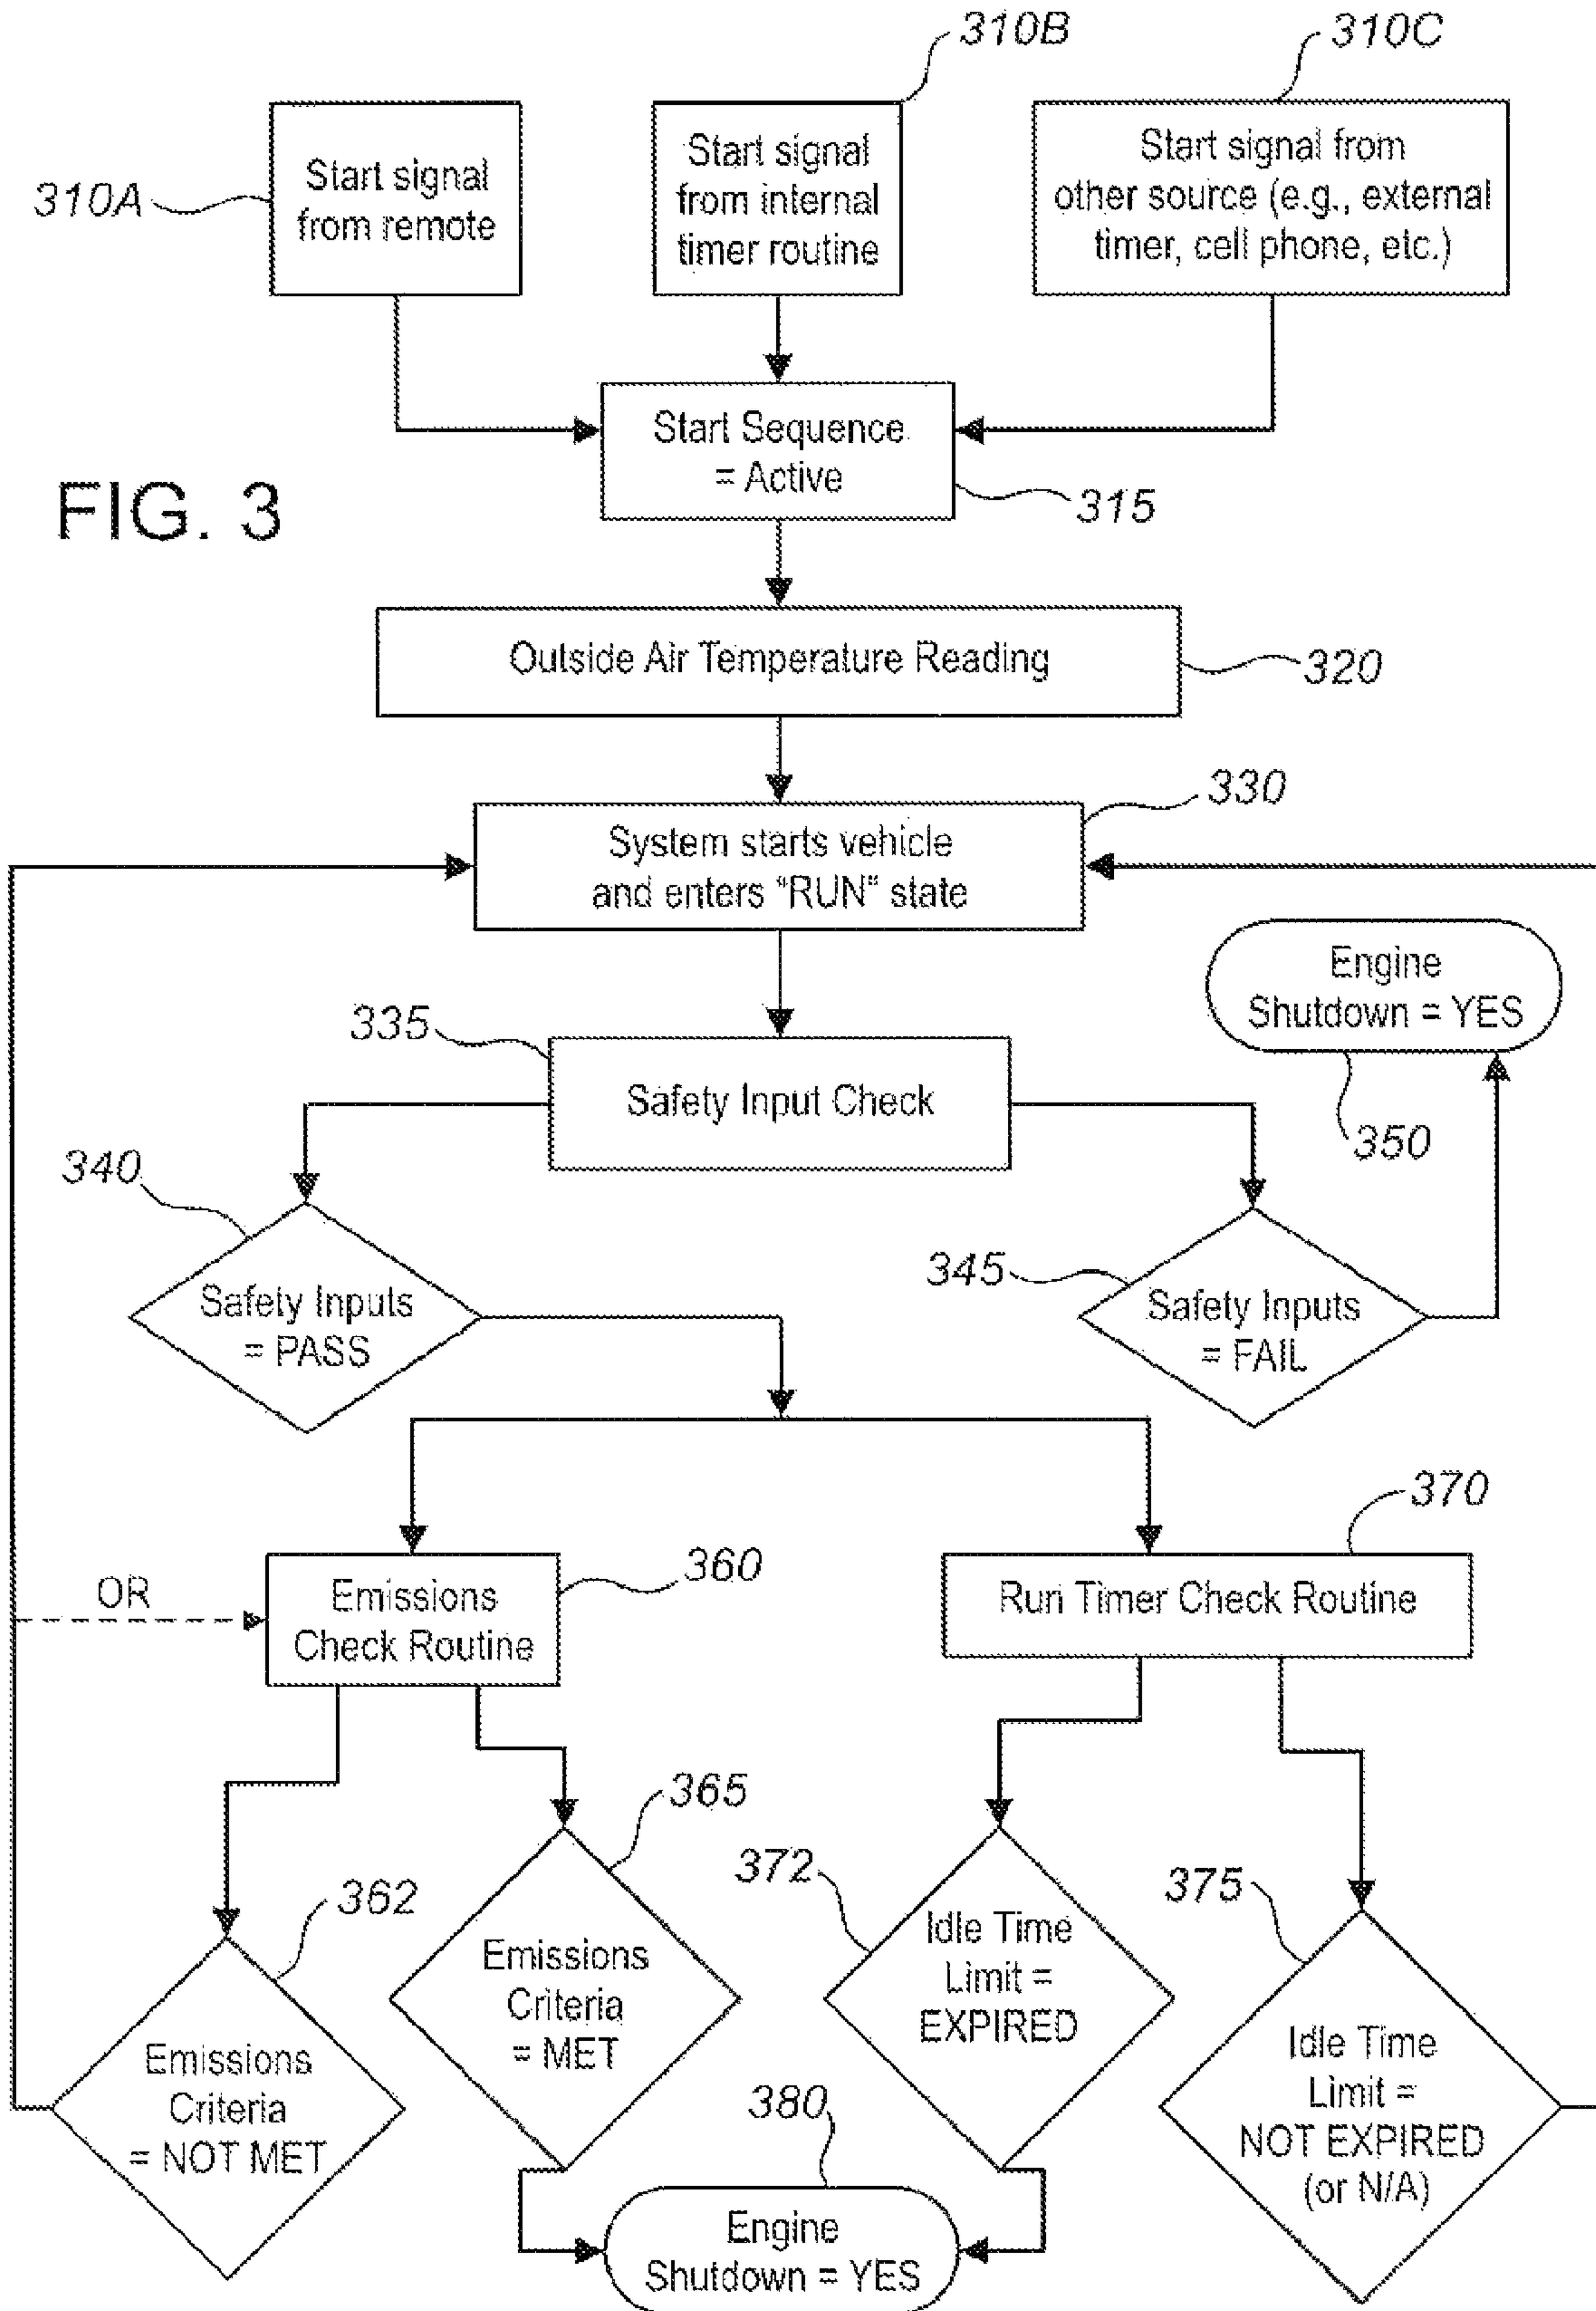 310B
310C
310A
Start signal
from remote
Start signal
from internal
timer routine
Start signal from
other source (e.g., external
timer, cell phone, etc.)
Start Sequence
= Active
315
FIG. 3
Outside Air Temperature Reading
320
330
System starts vehicle
and enters “RUN” state
Engine
Shutdown = YES
350
335
Safety Input Check
340
Safety Inputs
= PASS
345
Safety Inputs
= FAIL
370
360
OR
Emissions
Check Routine
Run Timer Check Routine
365
372
375
362
Emissions
Criteria
= NOT MET
Emissions
Criteria
= MET
Idle Time
Limit =
EXPIRED
Idle Time
Limit =
NOT EXPIRED
(or N/A)
380
Engine
Shutdown = YES